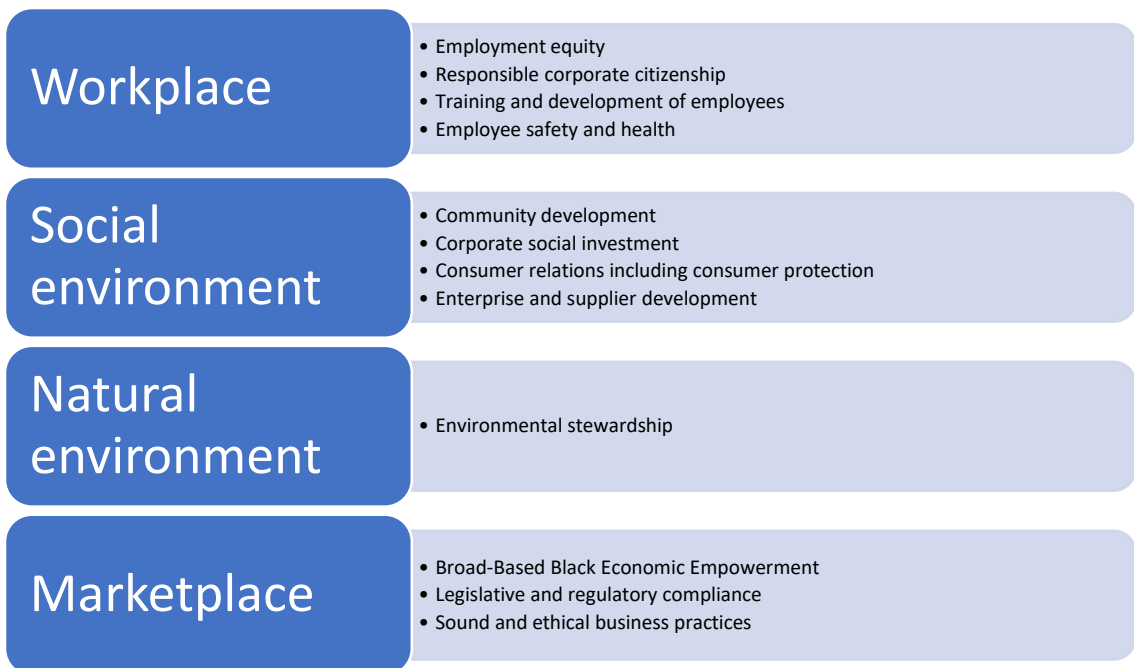 Workplace
• Employment equity
• Responsible corporate citizenship
• Training and development of employees
• Employee safety and health
Social
environment
• Community development
• Corporate social investment
• Consumer relations including consumer protection
• Enterprise and supplier development
Natural
environment
• Environmental stewardship
Marketplace
• Broad-Based Black Economic Empowerment
• Legislative and regulatory compliance
• Sound and ethical business practices